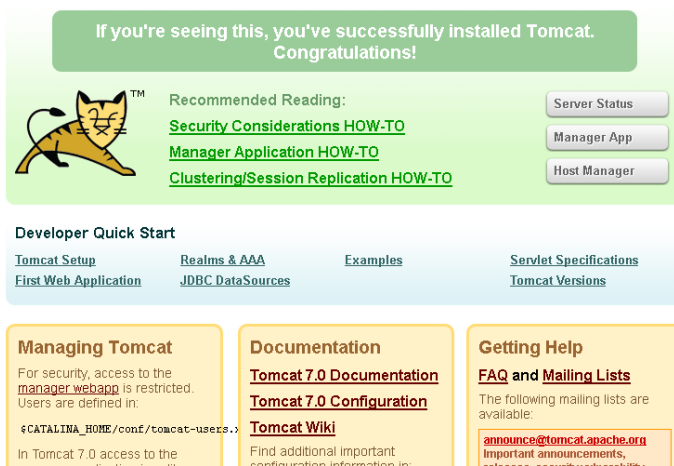 If you're seeing this, you've successfully installed Tomcat.
Congratulations!
TM
Recommended Reading:
Security Considerations HOW-TO
Manager Application HOW-TO
Clustering/Session Replication HOW-TO
Server Status
Manager App
Host Manager
Developer Quick Start
Tomcat Setup
First Web Application
Realms & AAA
JDBC DataSources
Examples
Servlet Specifications
Tomcat Versions
Managing Tomcat
For security, access to the
manager webapp is restricted.
Users are defined in:
$CATALINA_HOME/conf/tomcat-users.x
In Tomcat 7.0 access to the
Documentation
Tomcat 7.0 Documentation
Tomcat 7.0 Configuration
Tomcat Wiki
Find additional important
configuration information in:
Getting Help
FAQ and Mailing Lists
The following mailing lists are
available:
announce@tomcat.apache.org
Important announcements,